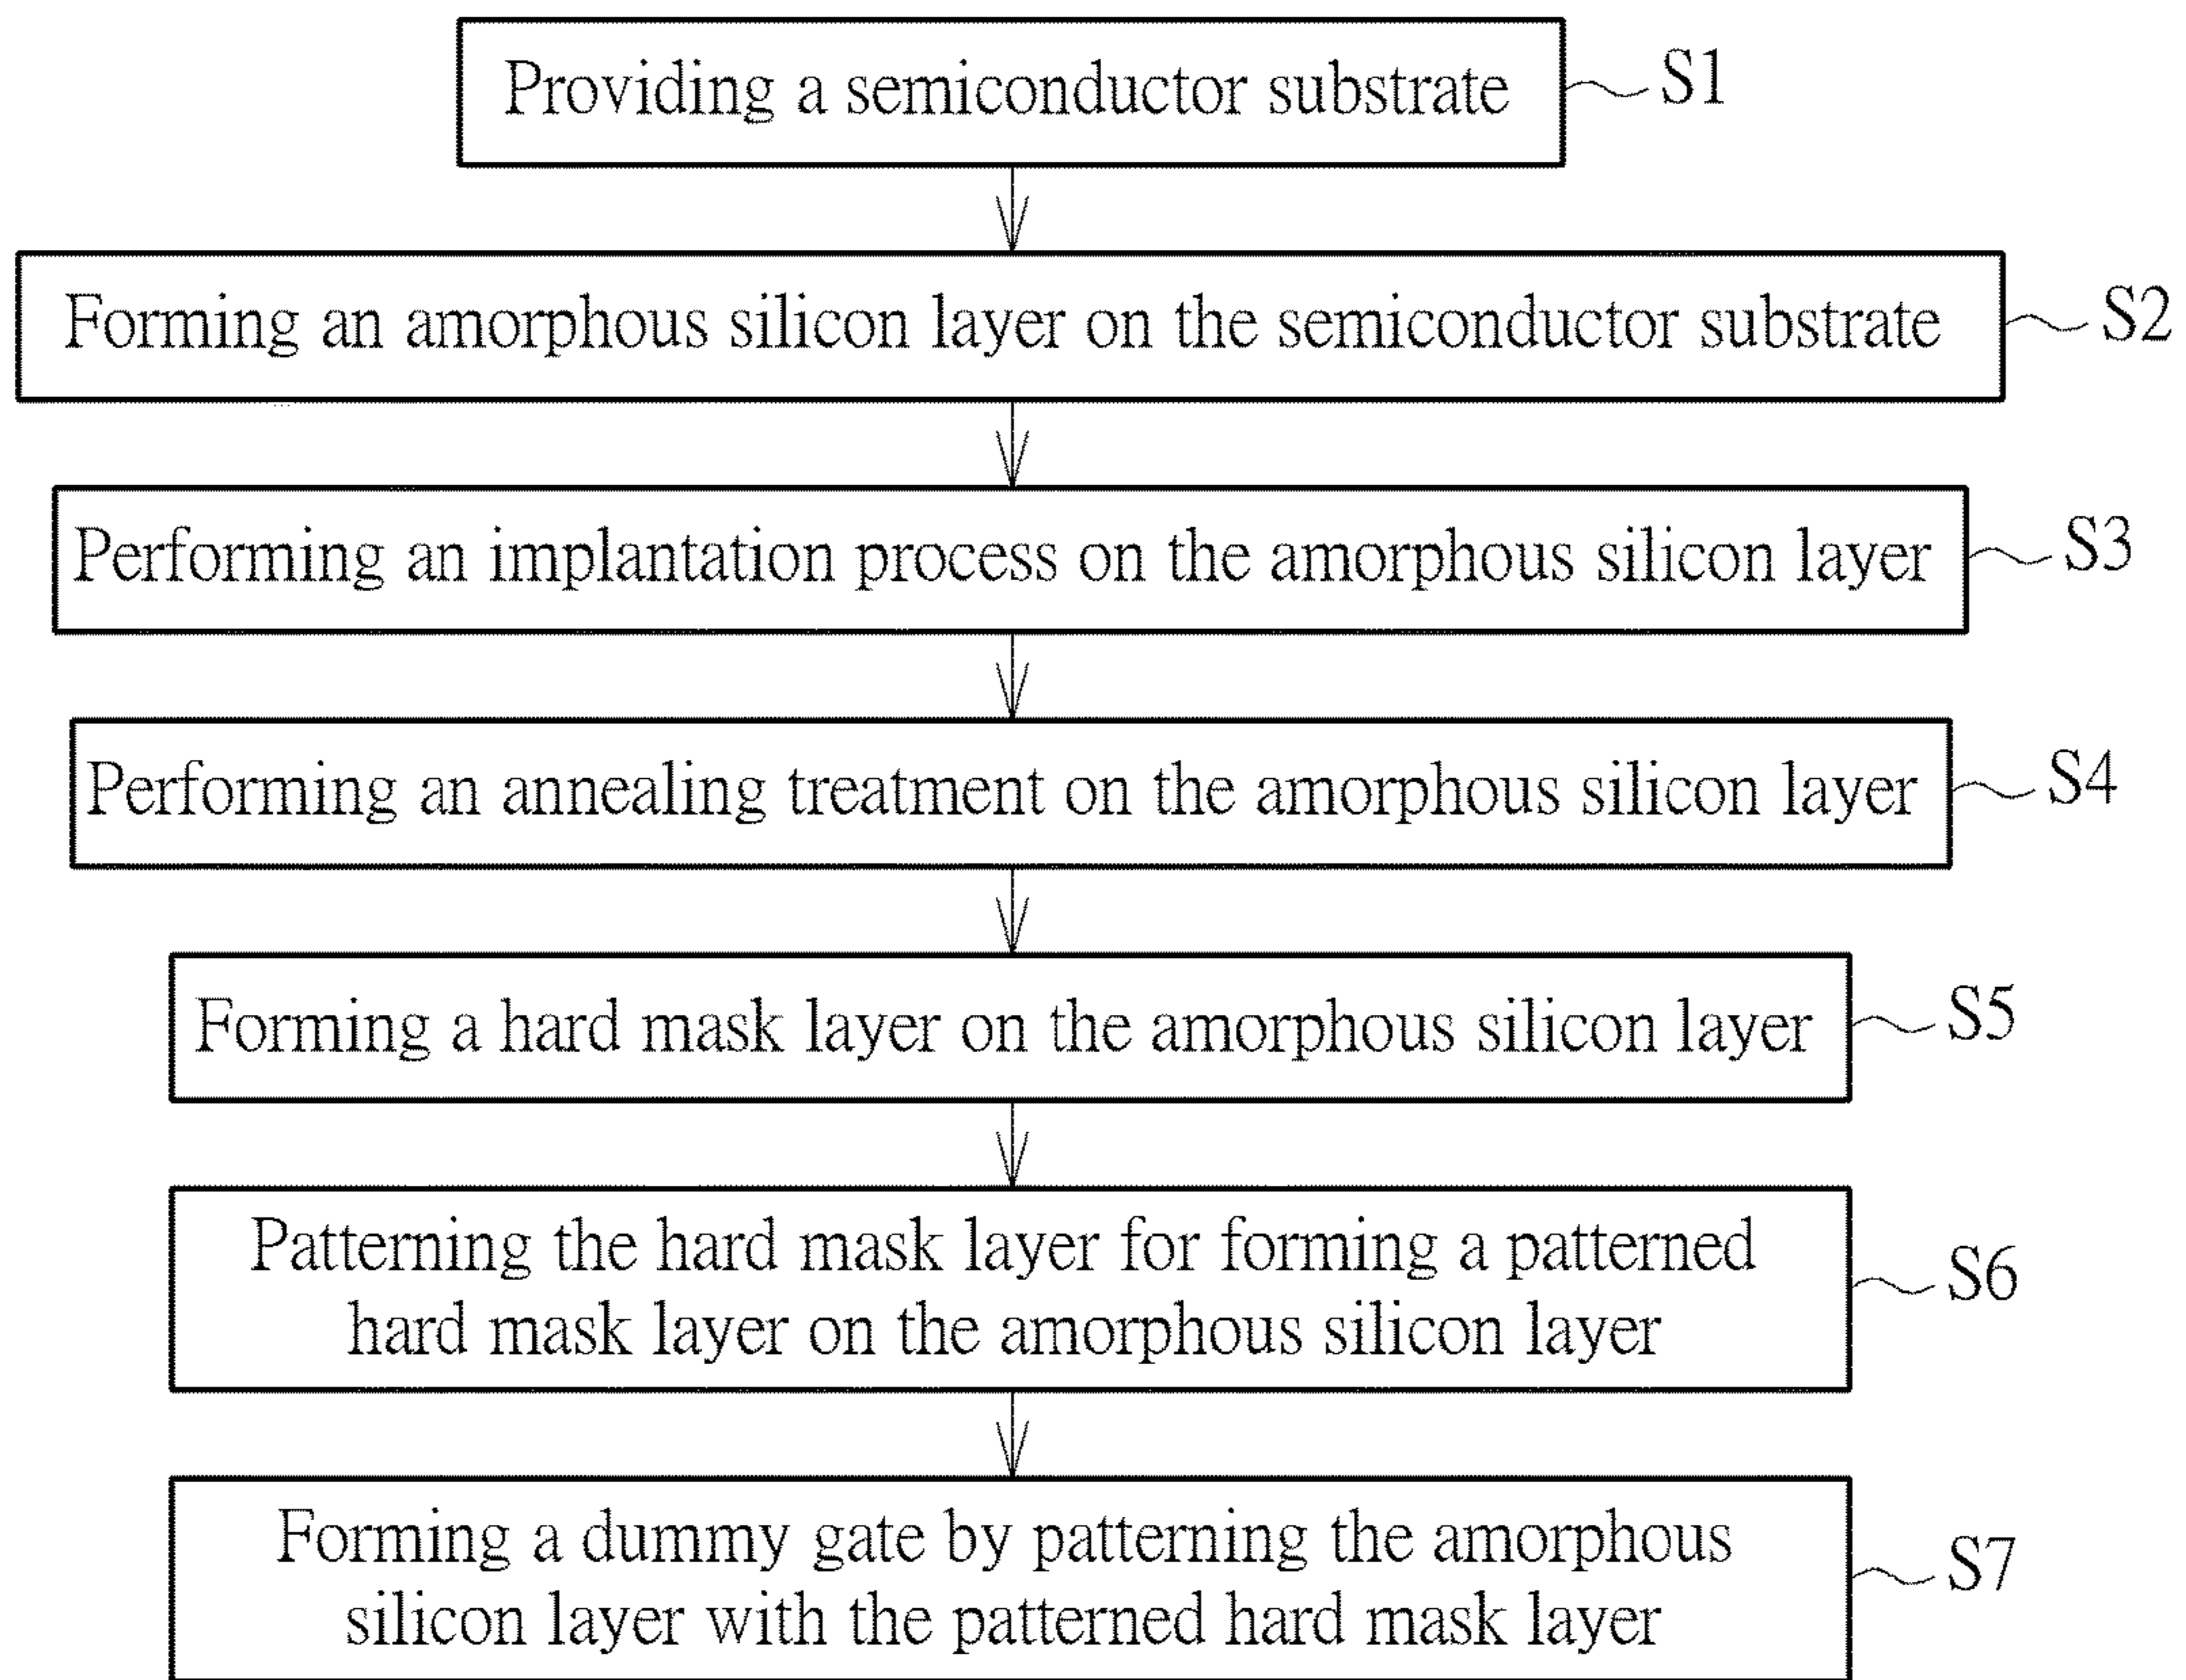 Providing a semiconductor substrate S1
Forming an amorphous silicon layer on the semiconductor substrate S2
Performing an implantation process on the amorphous silicon layer S3
Performing an annealing treatment on the amorphous silicon layer S4
Forming a hard mask layer on the amorphous silicon layer S5
Patterning the hard mask layer for forming a patterned
hard mask layer on the amorphous silicon layer
S6
Forming a dummy gate by patterning the amorphous
silicon layer with the patterned hard mask layer
S7